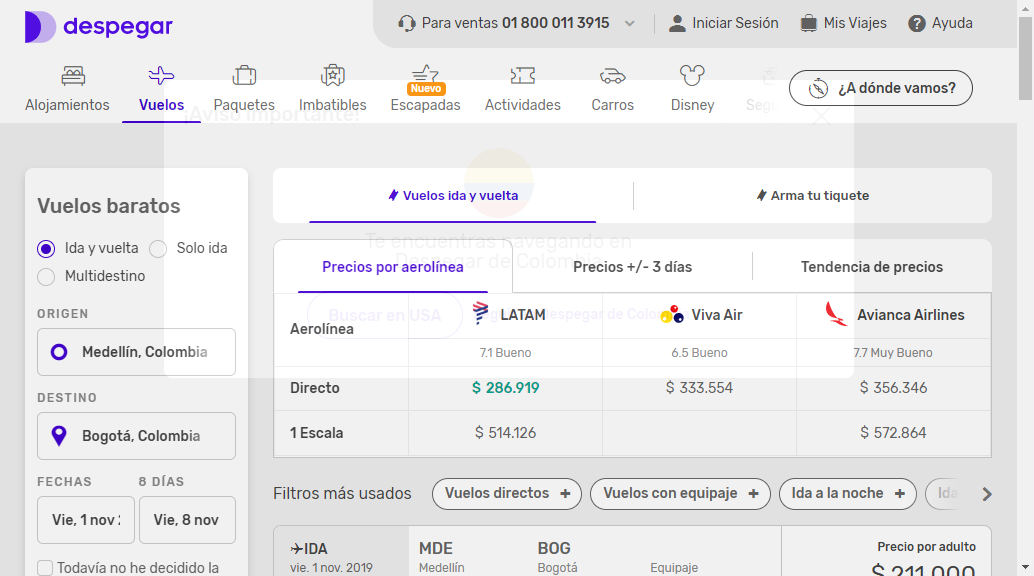 despegar
Para ventas 01 800 011 3915
Iniciar Sesión
Mis Viajes
Ayuda
Alojamientos
Vuelos
Paquetes
Imbatibles
Nuevo
Escapadas
Actividades
Carros
Disney
Seg
¿A dónde vamos?
¡Aviso importante!
Te encuentras navegando en
Despegar de Colombia
Buscar en USA
Despegar de Co
Vuelos baratos
Ida y vuelta
Solo ida
Multidestino
ORIGEN
Medellín, Colombia
DESTINO
Bogotá, Colombia
FECHAS
8 DÍAS
Vie, 1 nov 2
Vie, 8 nov
Todavía no he decidido la
Vuelos ida y vuelta
Arma tu tiquete
Precios por aerolínea
Precios +/- 3 días
Tendencia de precios
Aerolínea
LATAM
Viva Air
Avianca Airlines
7.1 Bueno
6.5 Bueno
7.7 Muy Bueno
Directo
$ 286.919
$ 333.554
$ 356.346
1 Escala
$ 514.126
$ 572.864
Filtros más usados
Vuelos directos +
Vuelos con equipaje +
Ida a la noche +
Ida
IDA
MDE
BOG
vie. 1 nov. 2019
Medellín
Bogotá
Equipaje
Precio por adulto
$ 211.000